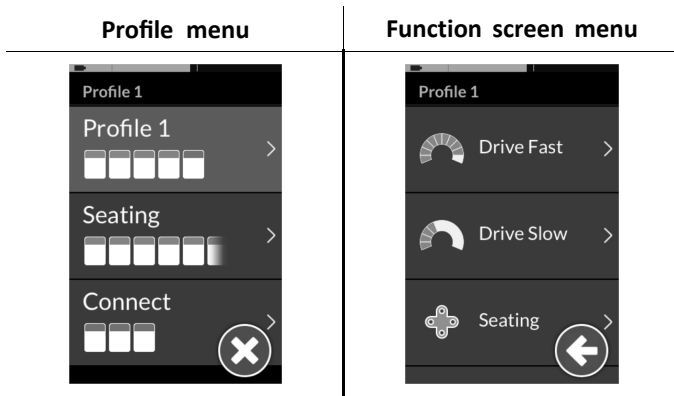 Profile menu
Function screen menu
Profile 1
Profile 1
Seating
Connect
Profile 1
Drive Fast
Drive Slow
Seating